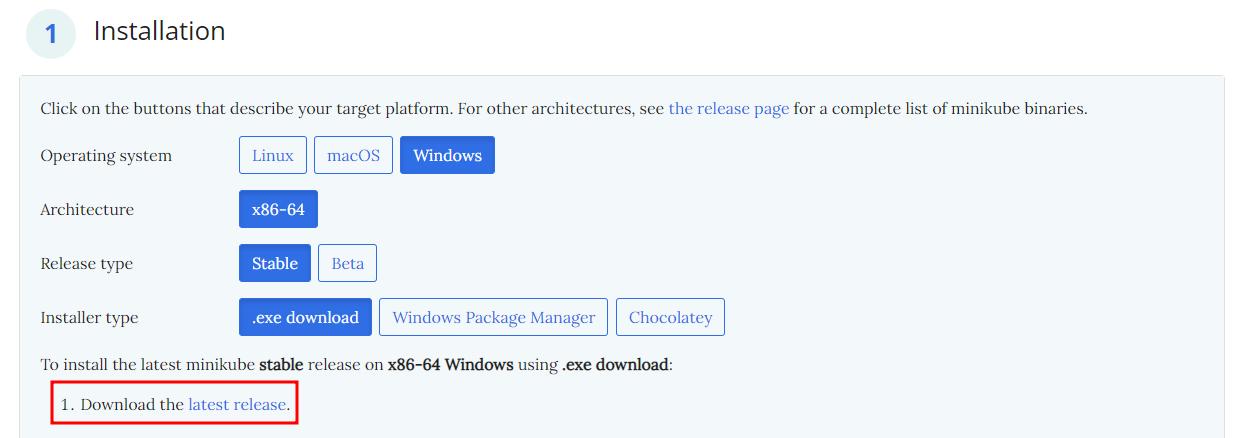 1 Installation
Click on the buttons that describe your target platform. For other architectures, see the release page for a complete list of minikube binaries.
Operating system Linux macOS Windows
Architecture x86-64
Release type Stable Beta
Installer type .exe download Windows Package Manager Chocolatey
To install the latest minikube stable release on x86-64 Windows using .exe download:
1. Download the latest release.